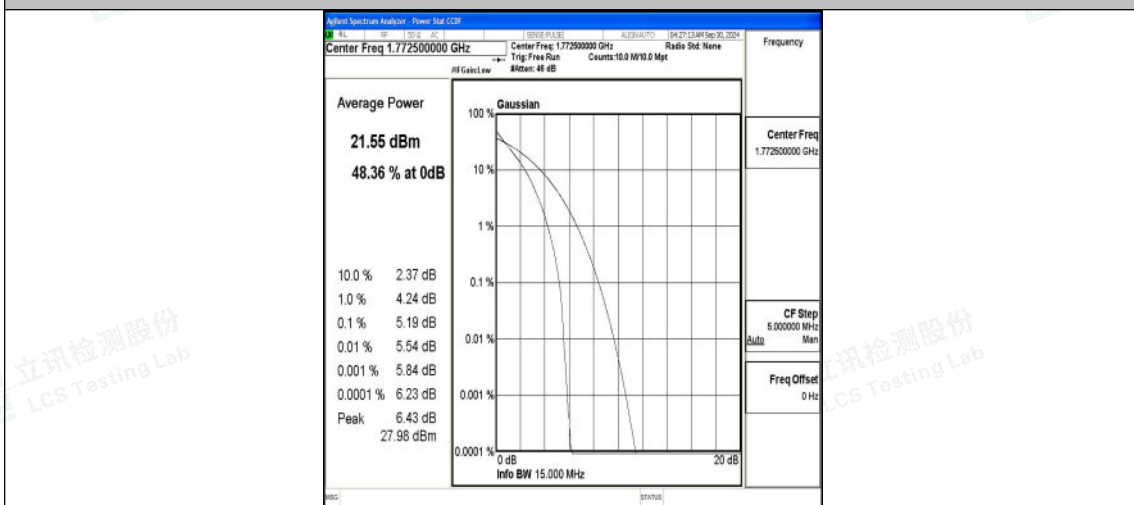 Agilent Spectrum Analyzer - Power Stat CCDF
RL RF 50 Ω AC SENSE:PULSE ALIGNAUTO 04:27:13 AM Sep 30, 2024
Center Freq 1.772500000 GHz
Center Freq: 1.772500000 GHz Radio Std: None
Trig: Free Run Counts:10.0 M/10.0 Mpt
#IFGain:Low #Atten: 46 dB
Frequency
Average Power
21.55 dBm
48.36 % at 0dB
10.0 % 2.37 dB
1.0 % 4.24 dB
0.1 % 5.19 dB
0.01 % 5.54 dB
0.001 % 5.84 dB
0.0001 % 6.23 dB
Peak 6.43 dB
27.98 dBm
Gaussian
100 %
10 %
1 %
0.1 %
0.01 %
0.001 %
0.0001 %
0 dB 20 dB
Info BW 15.000 MHz
Center Freq
1.772500000 GHz
CF Step
5.000000 MHz
Auto Man
Freq Offset
0 Hz
MSG STATUS
立讯检测股份
LCS Testing Lab
立讯检测股份
LCS Testing Lab